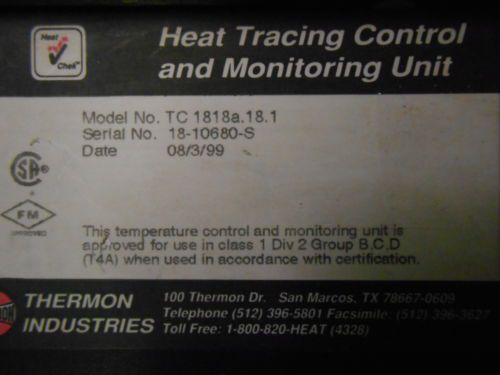 Heat
Chek™
Heat Tracing Control
and Monitoring Unit
Model No. TC 1818a.18.1
Serial No. 18-10680-S
Date 08/3/99
SA®
FM
APPROVED
This temperature control and monitoring unit is
approved for use in class 1 Div 2 Group B,C,D
(T4A) when used in accordance with certification.
THERMON
INDUSTRIES
100 Thermon Dr. San Marcos, TX 78667-0609
Telephone (512) 396-5801 Facsimile: (512) 396-3627
Toll Free: 1-800-820-HEAT (4328)